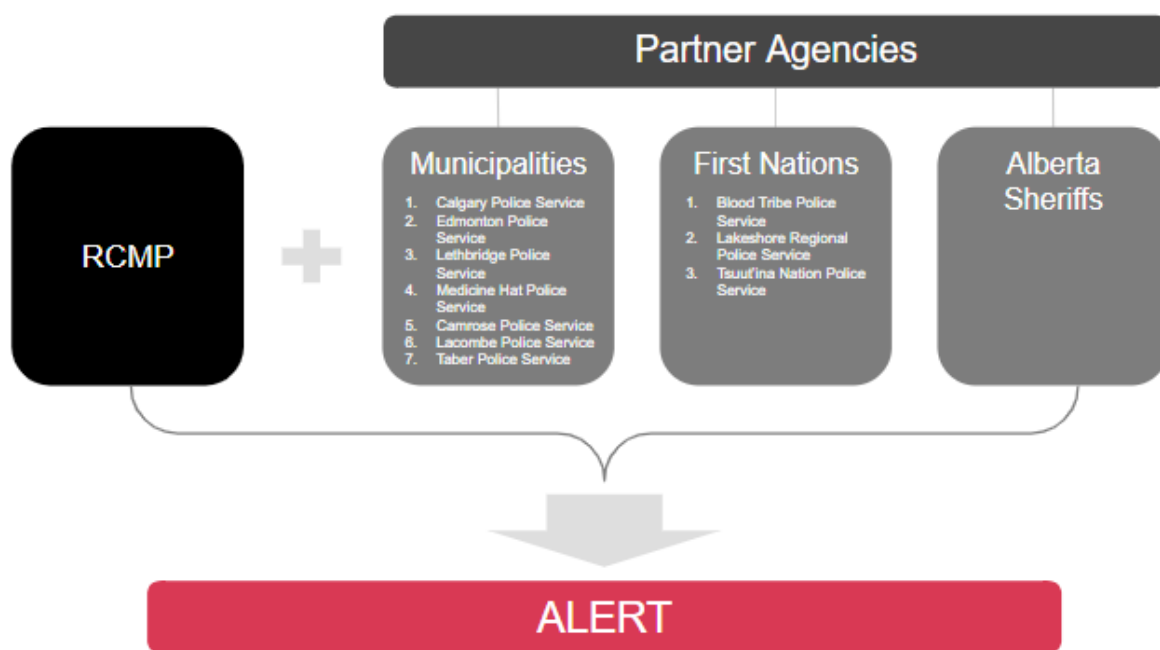 Partner Agencies
RCMP
Municipalities
1. Calgary Police Service
2. Edmonton Police
Service
3. Lethbridge Police
Service
4. Medicine Hat Police
Service
5. Camrose Police Service
6. Lacombe Police Service
7. Taber Police Service
First Nations
1. Blood Tribe Police
Service
2. Lakeshore Regional
Police Service
3. Tsuut'ina Nation Police
Service
Alberta
Sheriffs
ALERT